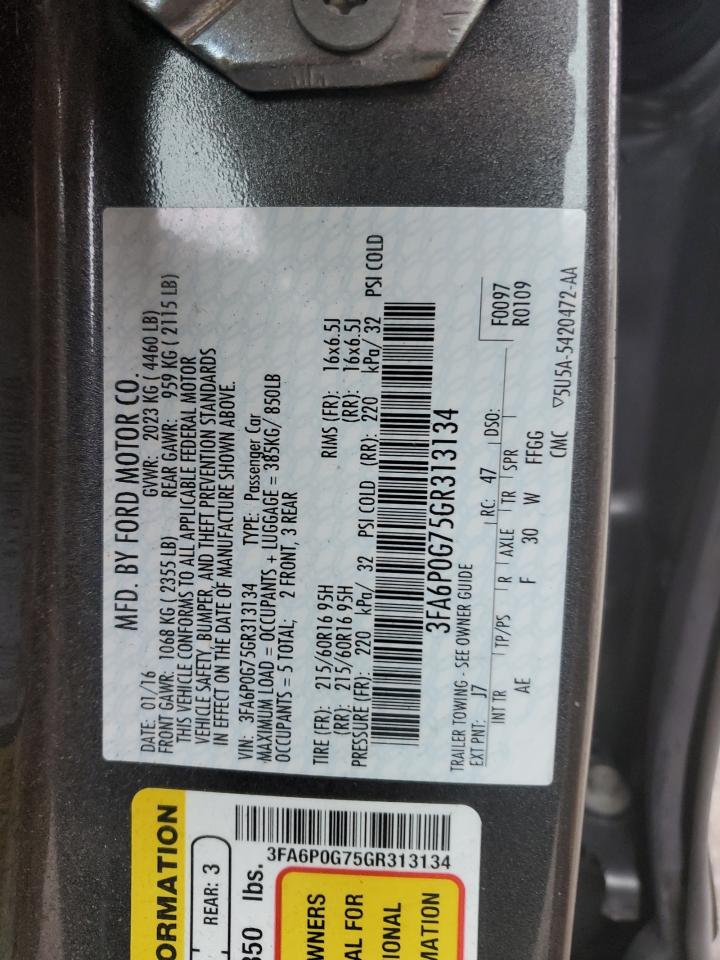 MFD. BY FORD MOTOR CO.
DATE: 01/16 GVWR: 2023 KG ( 4460 LB)
FRONT GAWR: 1068 KG ( 2355 LB) REAR GAWR: 959 KG ( 2115 LB)
THIS VEHICLE CONFORMS TO ALL APPLICABLE FEDERAL MOTOR
VEHICLE SAFETY, BUMPER, AND THEFT PREVENTION STANDARDS
IN EFFECT ON THE DATE OF MANUFACTURE SHOWN ABOVE.
VIN: 3FA6P0G75GR313134 TYPE: Passenger Car
MAXIMUM LOAD = OCCUPANTS + LUGGAGE = 385KG/ 850LB
OCCUPANTS = 5 TOTAL; 2 FRONT, 3 REAR
TIRE (FR): 215/60R16 95H RIMS (FR): 16x6.5J
(RR): 215/60R16 95H (RR): 16x6.5J
PRESSURE (FR): 220 kPa/ 32 PSI COLD (RR): 220 kPa/ 32 PSI COLD
3FA6P0G75GR313134
TRAILER TOWING - SEE OWNER GUIDE
EXT PNT: J7 RC: 47 DSO: F0097
R0109
INT TR TP/PS R AXLE TR SPR
AE F 30 W FFGG
CMC ▽5U5A-5420472-AA
ORMATION
REAR: 3
850 lbs.
3FA6P0G75GR313134
WNERS
AL FOR
IONAL
MATION